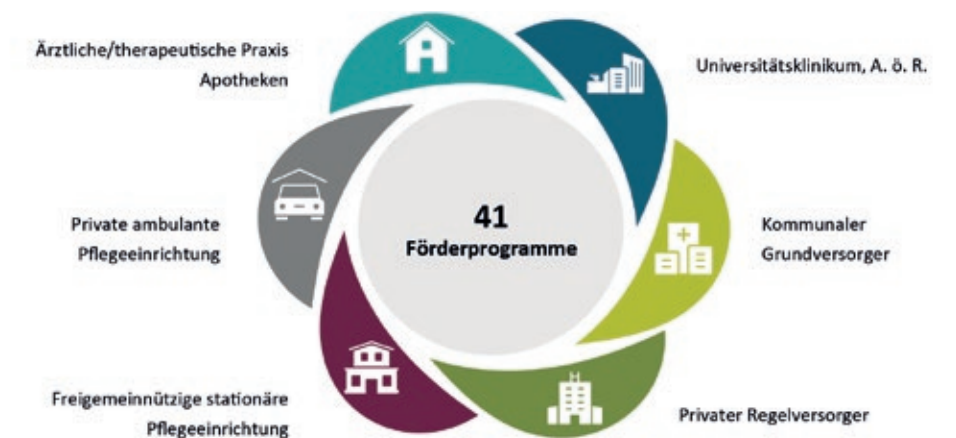 Ärztliche/therapeutische Praxis
Apotheken
Universitätsklinikum, A. ö. R.
Private ambulante
Pflegeeinrichtung
41
Förderprogramme
Kommunaler
Grundversorger
Freigemeinnützige stationäre
Pflegeeinrichtung
H
Privater Regelversorger